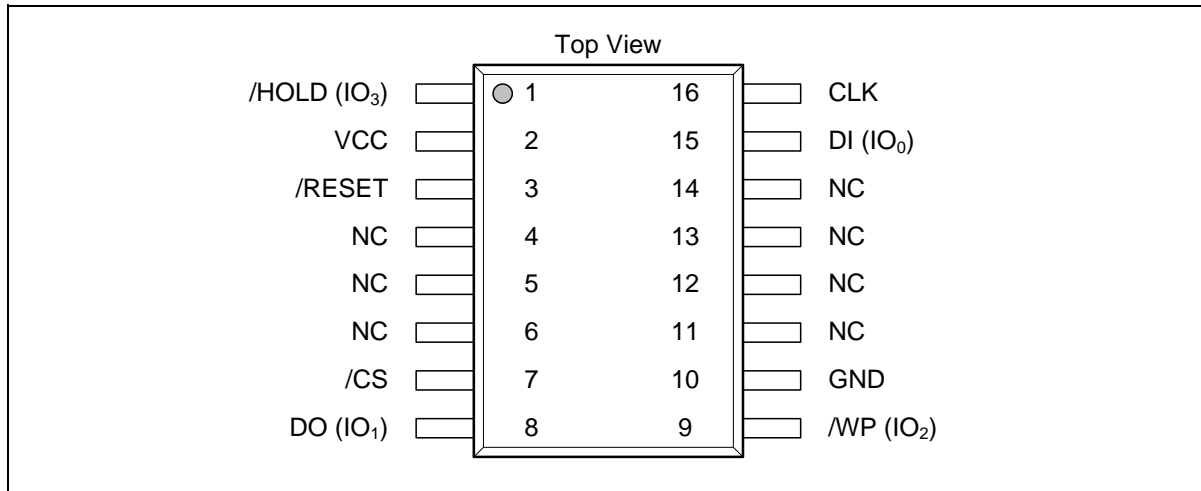 Top View
/HOLD (IO₃) 1 16 CLK
VCC 2 15 DI (IO₀)
/RESET 3 14 NC
NC 4 13 NC
NC 5 12 NC
NC 6 11 NC
/CS 7 10 GND
DO (IO₁) 8 9 /WP (IO₂)